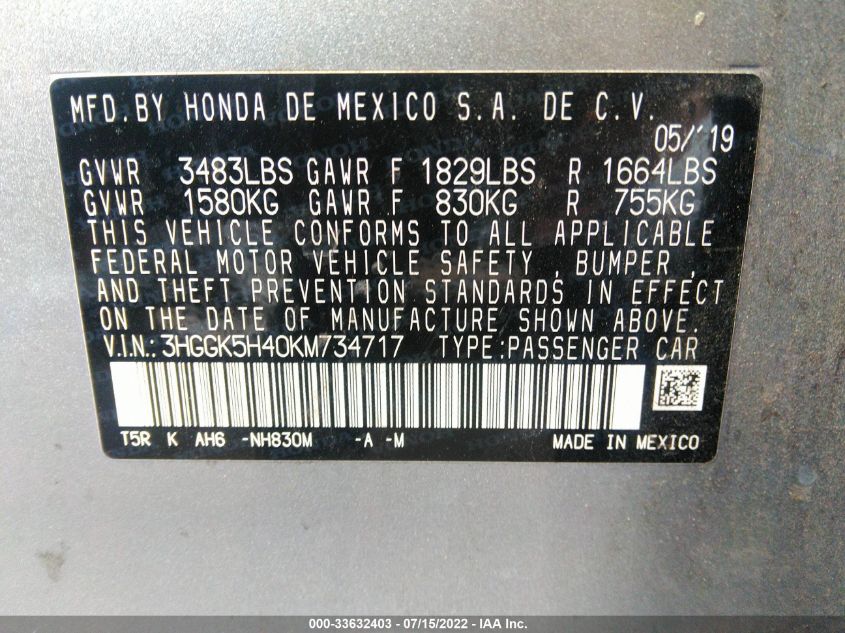 MFD.BY HONDA DE MEXICO S.A. DE C.V.
05/19
GVWR 3483LBS GAWR F 1829LBS R 1664LBS
GVWR 1580KG GAWR F 830KG R 755KG
THIS VEHICLE CONFORMS TO ALL APPLICABLE
FEDERAL MOTOR VEHICLE SAFETY , BUMPER ,
AND THEFT PREVENTION STANDARDS IN EFFECT
ON THE DATE OF MANUFACTURE SHOWN ABOVE.
V.I.N.: 3HGGK5H40KM734717 TYPE:PASSENGER CAR
T5R K AH6 -NH830M -A -M MADE IN MEXICO
000-33632403 - 07/15/2022 - IAA Inc.